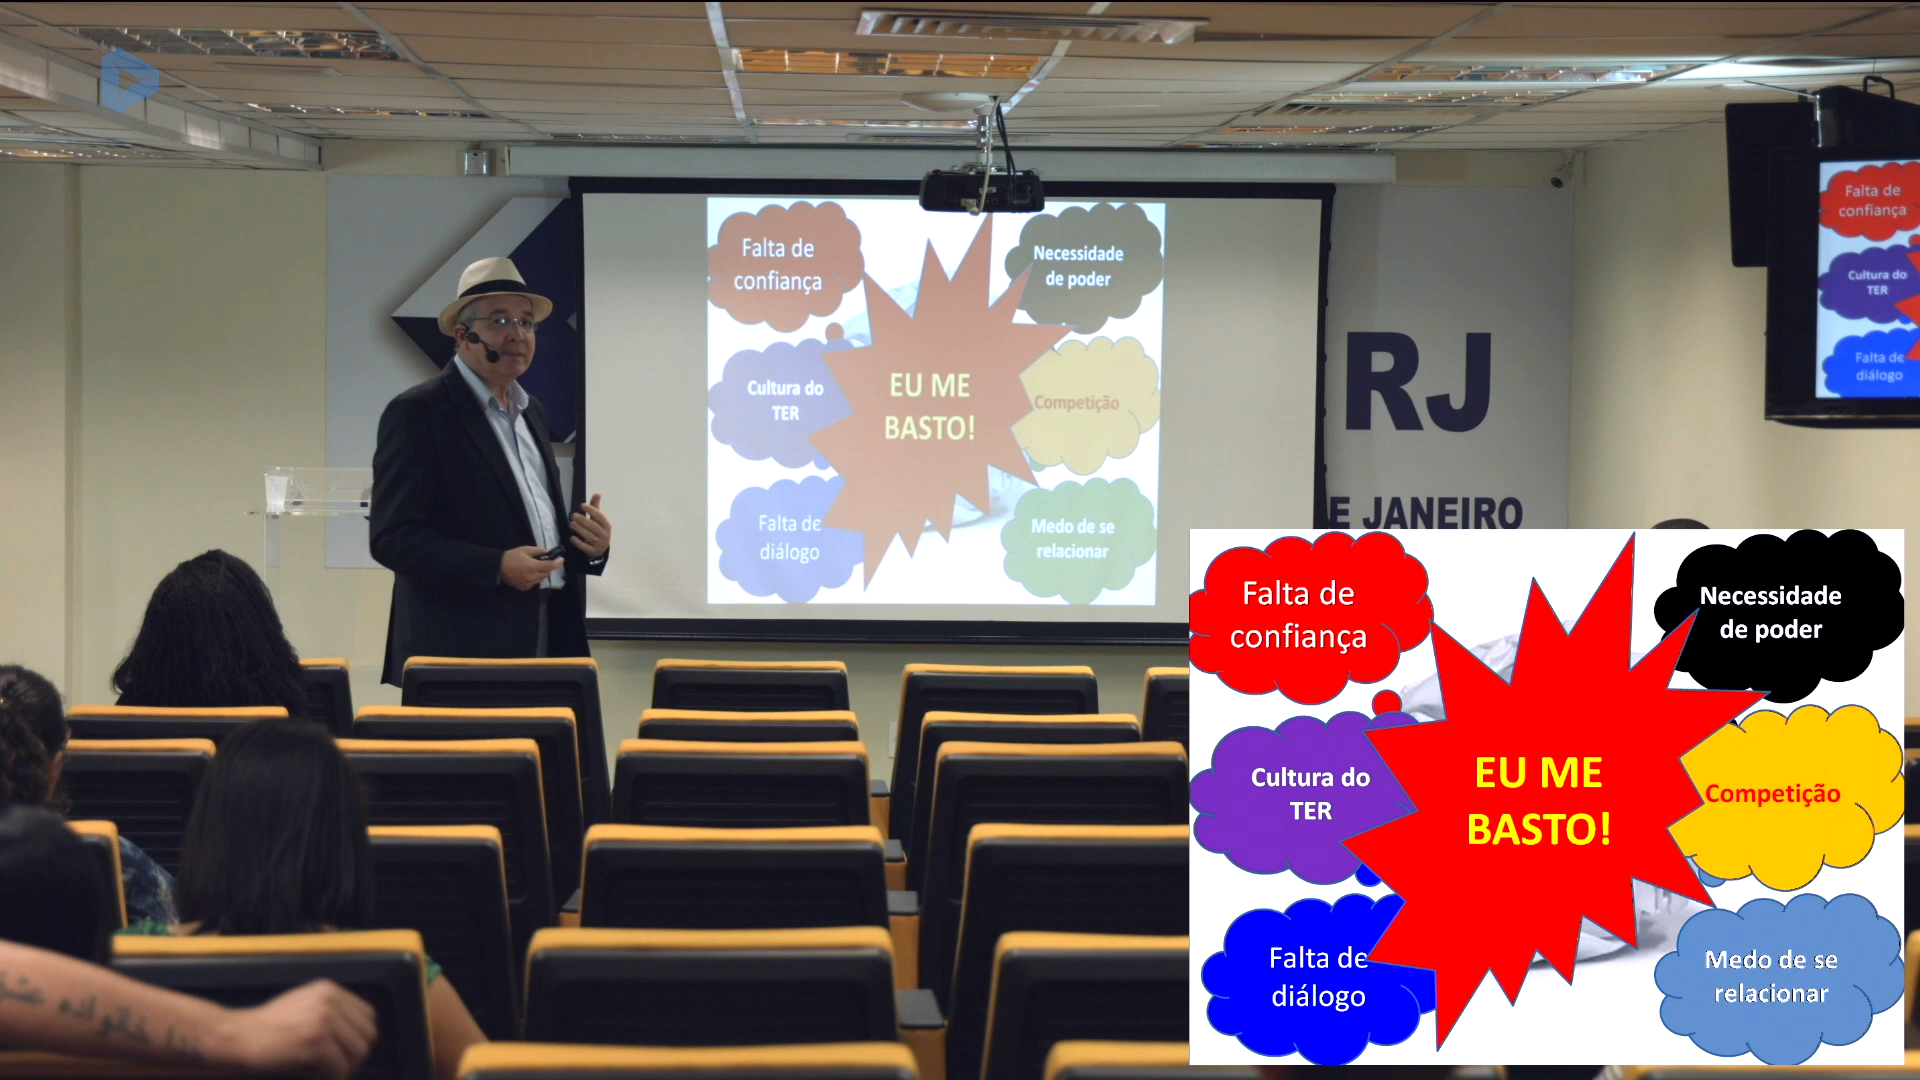 Falta de
confiança
Necessidade
de poder
Cultura do
TER
EU ME
BASTO!
Competição
Falta de
diálogo
Medo de se
relacionar
RJ
E JANEIRO
Falta de
confiança
Cultura do
TER
Falta de
diálogo
Falta de
confiança
Necessidade
de poder
Cultura do
TER
EU ME
BASTO!
Competição
Falta de
diálogo
Medo de se
relacionar